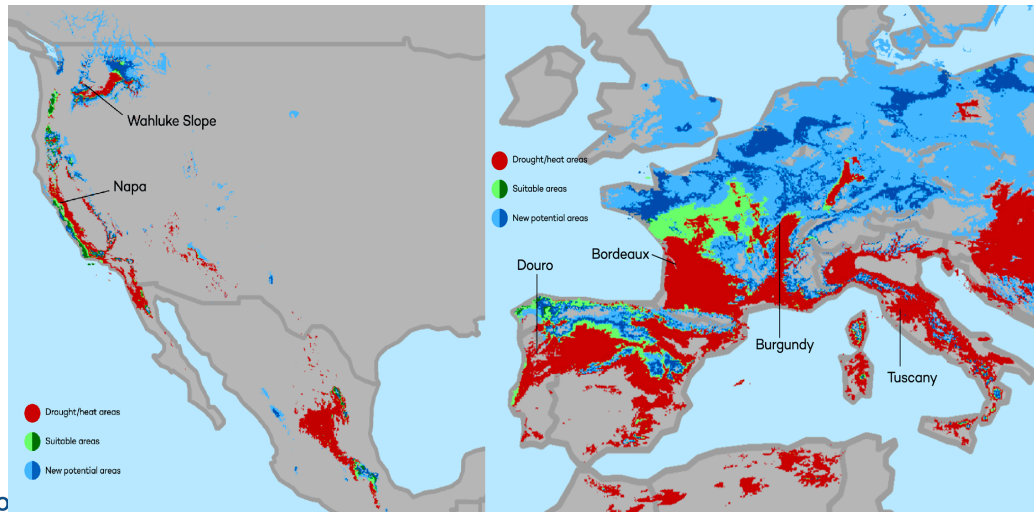 Wahluke Slope
Napa
Drought/heat areas
Suitable areas
New potential areas
Drought/heat areas
Suitable areas
New potential areas
Bordeaux
Douro
Burgundy
Tuscany